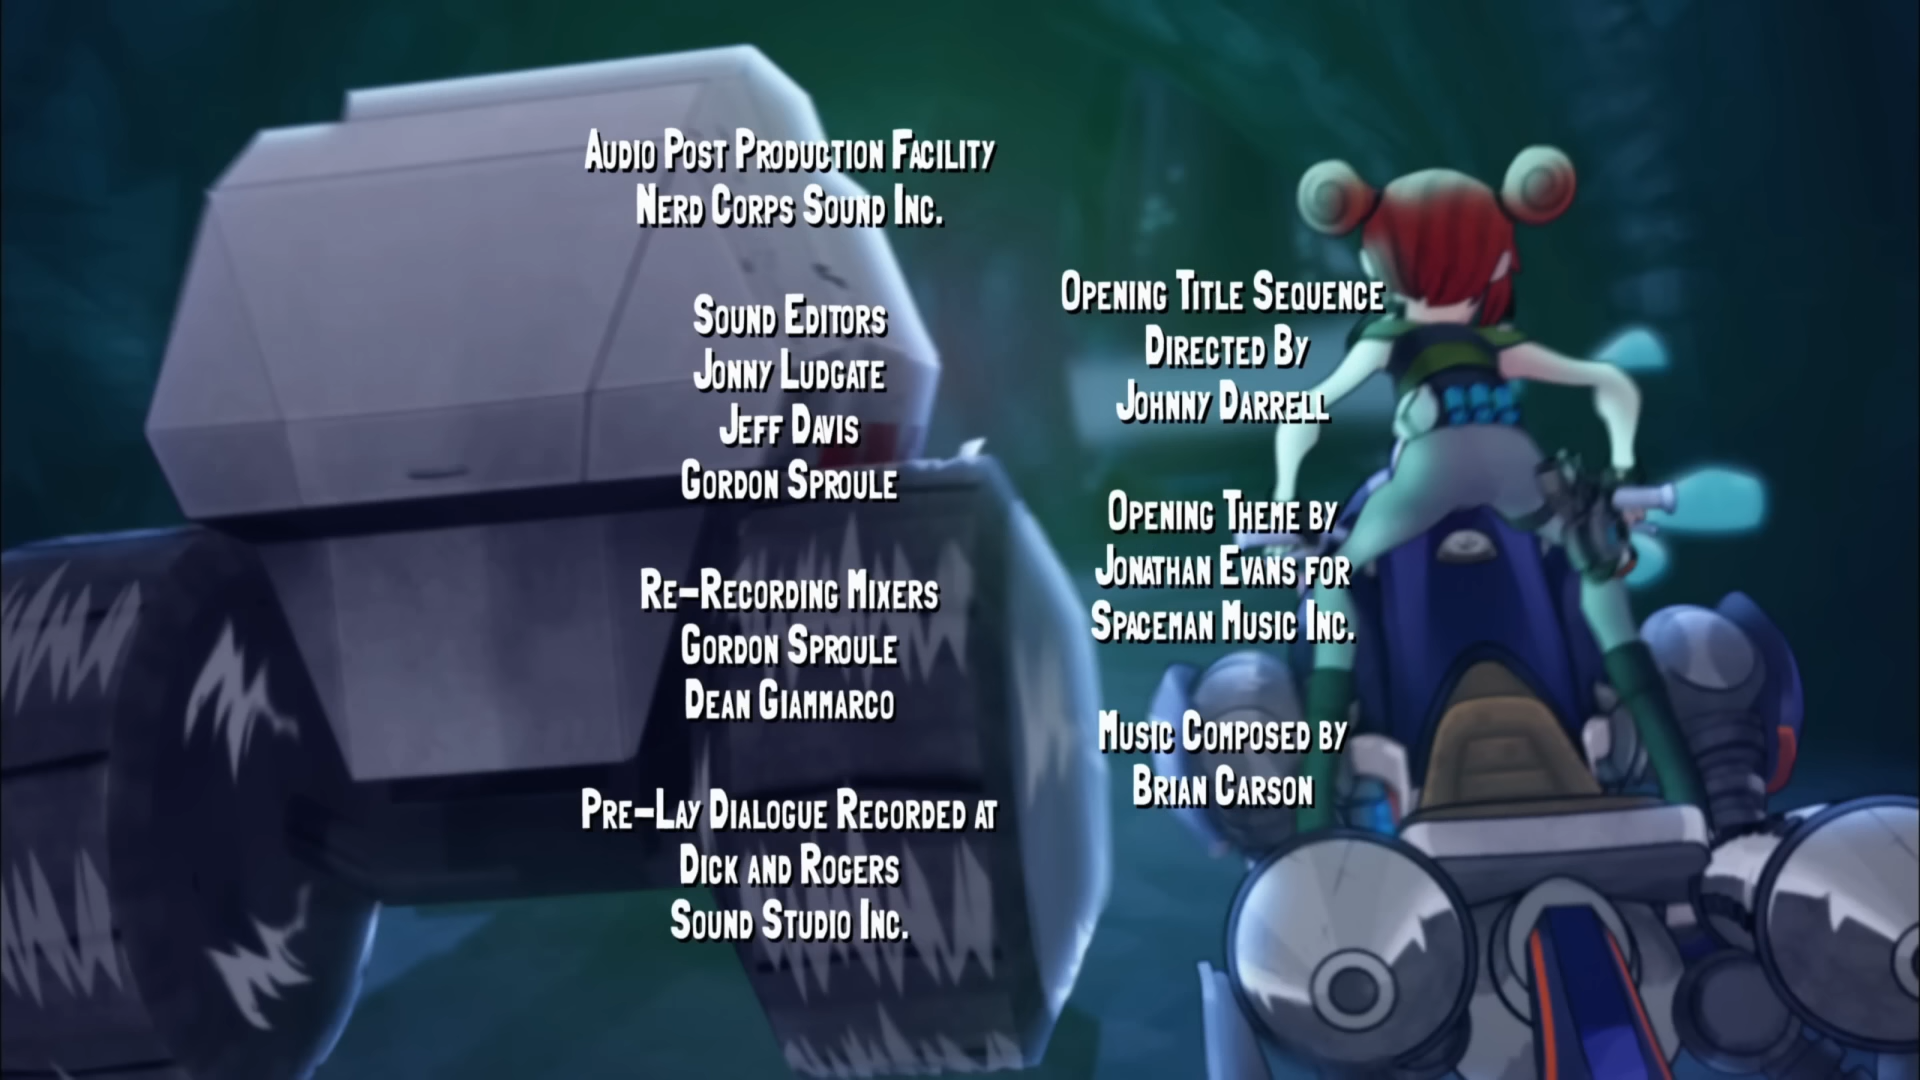 Audio Post Production Facility
Nerd Corps Sound Inc.
Sound Editors
Jonny Ludgate
Jeff Davis
Gordon Sproule
Re-Recording Mixers
Gordon Sproule
Dean Giammarco
Pre-Lay Dialogue Recorded at
Dick and Rogers
Sound Studio Inc.
Opening Title Sequence
Directed By
Johnny Darrell
Opening Theme by
Jonathan Evans for
Spaceman Music Inc.
Music Composed by
Brian Carson